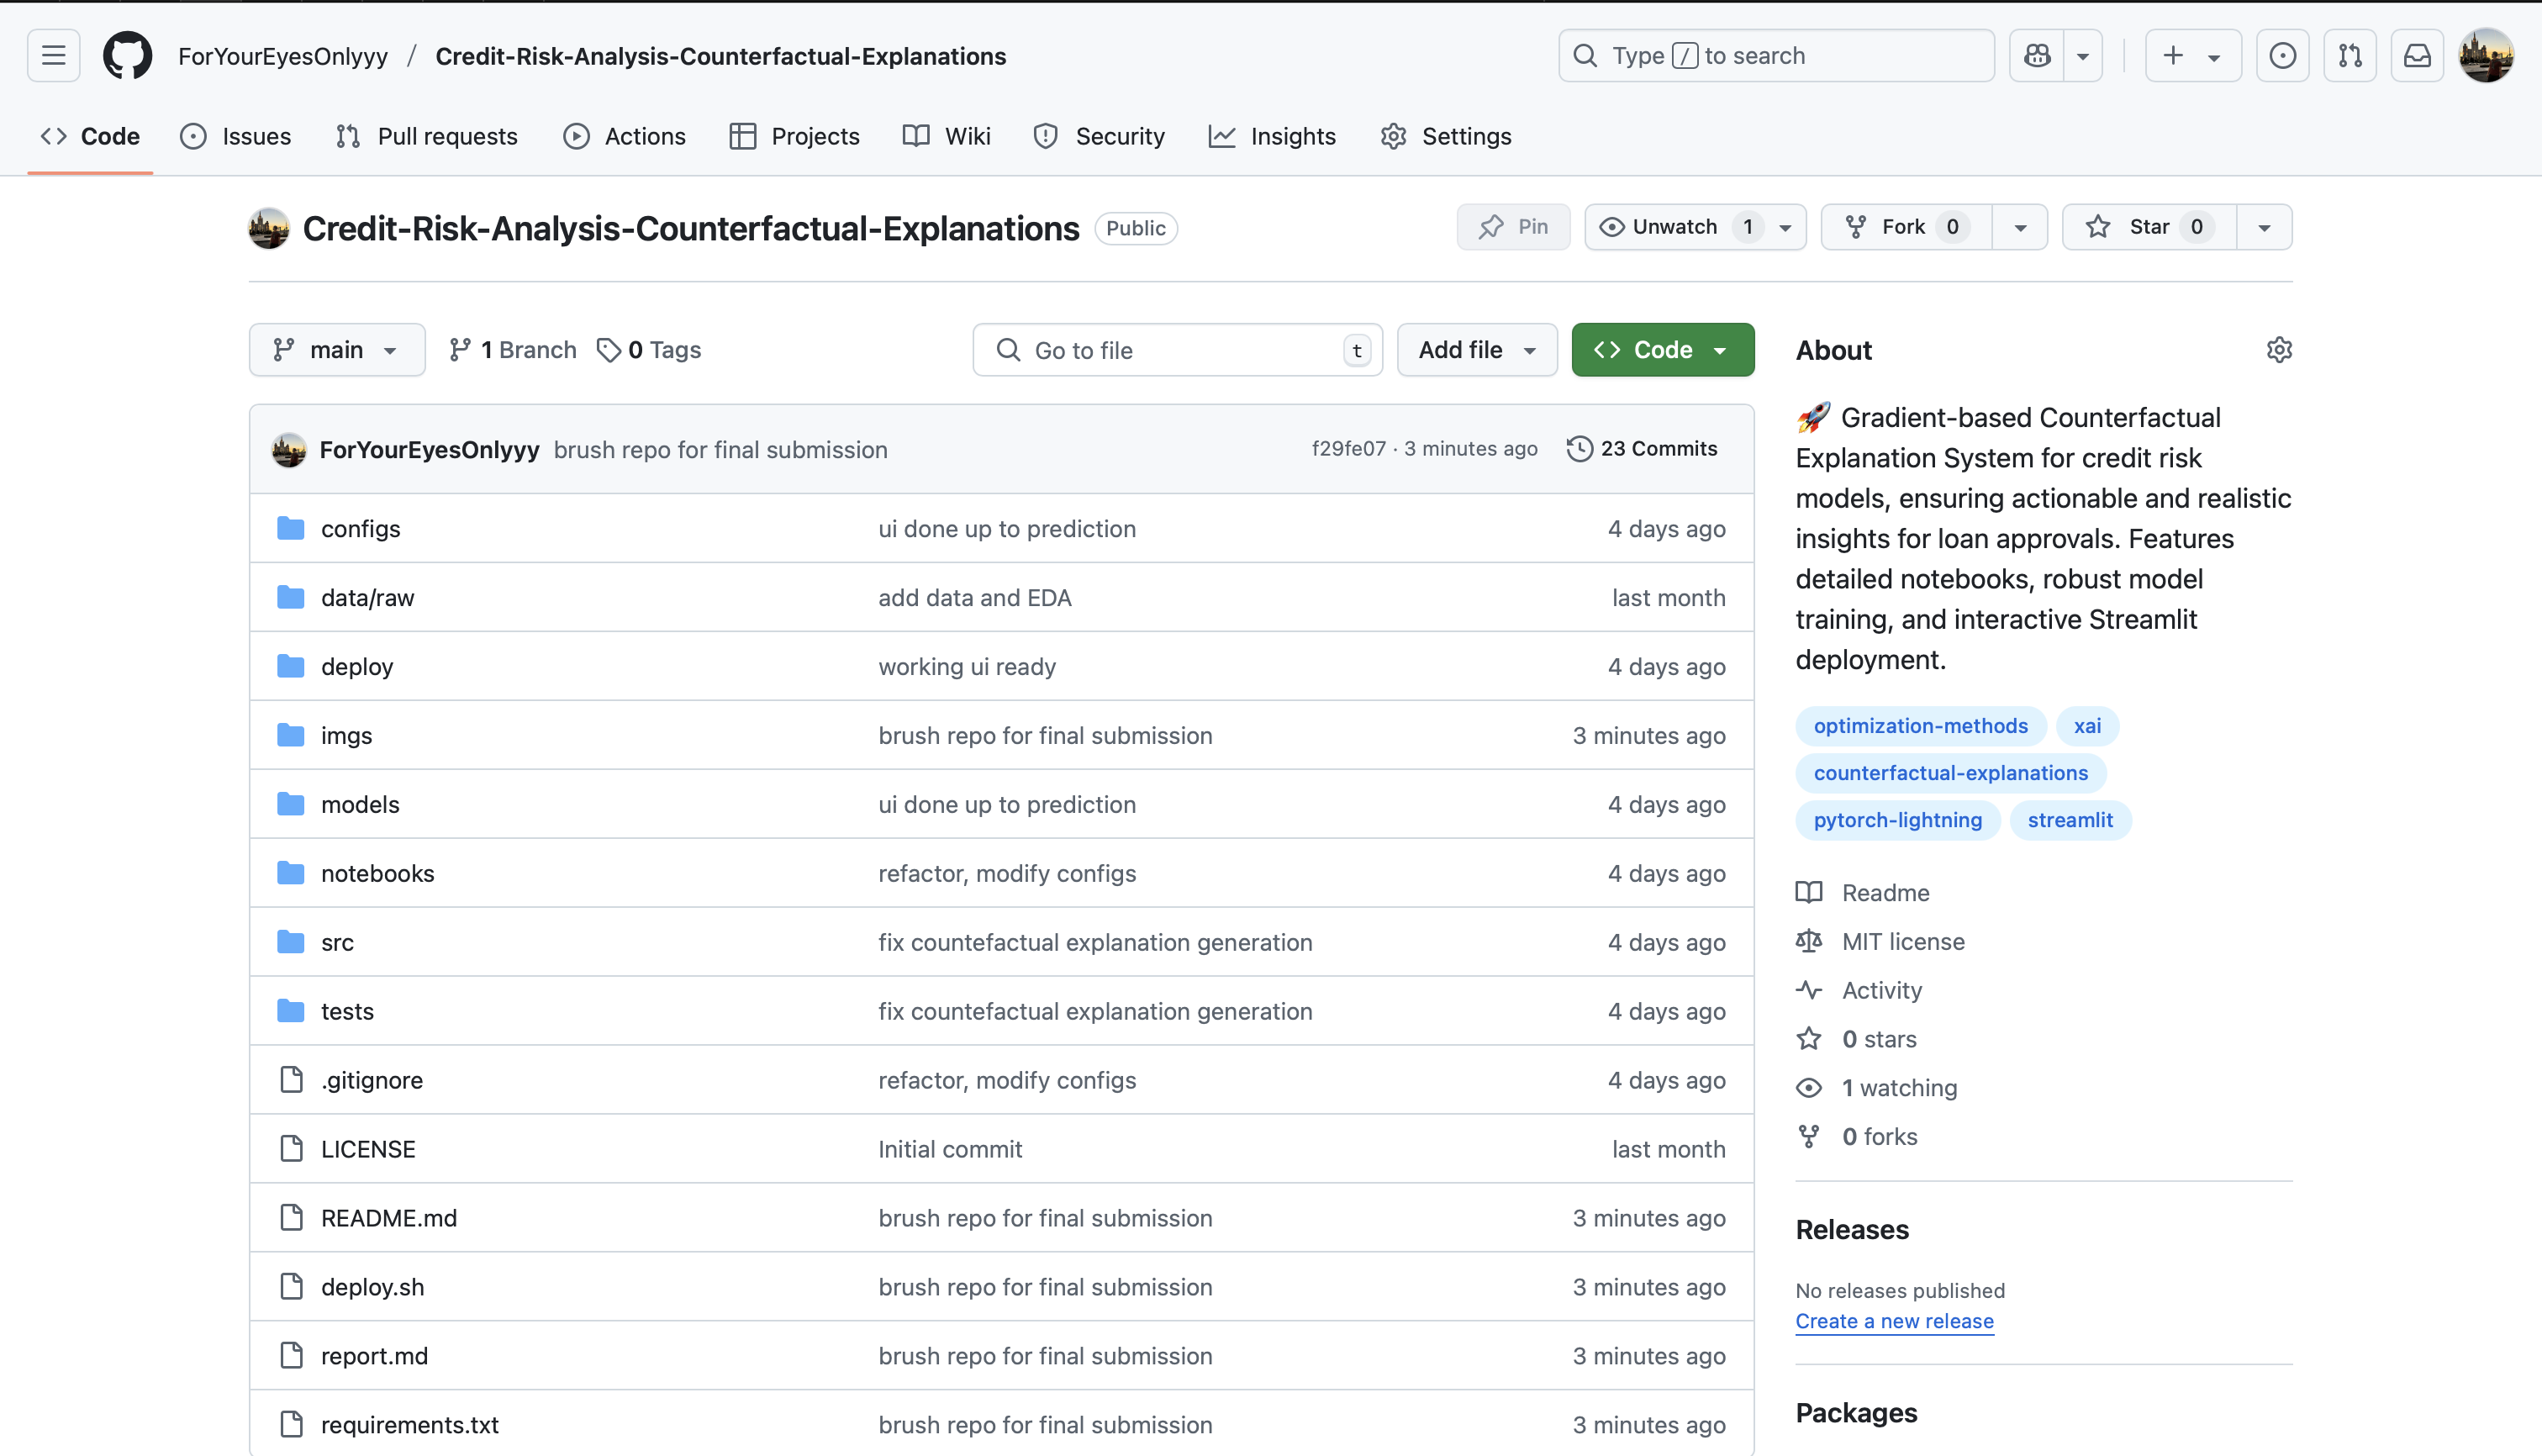 ForYourEyesOnlyyy / Credit-Risk-Analysis-Counterfactual-Explanations
Type / to search
Code Issues Pull requests Actions Projects Wiki Security Insights Settings
Credit-Risk-Analysis-Counterfactual-Explanations Public
Pin Unwatch 1 Fork 0 Star 0
main 1 Branch 0 Tags Go to file t Add file Code
ForYourEyesOnlyyy brush repo for final submission f29fe07 · 3 minutes ago 23 Commits
configs ui done up to prediction 4 days ago
data/raw add data and EDA last month
deploy working ui ready 4 days ago
imgs brush repo for final submission 3 minutes ago
models ui done up to prediction 4 days ago
notebooks refactor, modify configs 4 days ago
src fix countefactual explanation generation 4 days ago
tests fix countefactual explanation generation 4 days ago
.gitignore refactor, modify configs 4 days ago
LICENSE Initial commit last month
README.md brush repo for final submission 3 minutes ago
deploy.sh brush repo for final submission 3 minutes ago
report.md brush repo for final submission 3 minutes ago
requirements.txt brush repo for final submission 3 minutes ago
About
🚀 Gradient-based Counterfactual
Explanation System for credit risk
models, ensuring actionable and realistic
insights for loan approvals. Features
detailed notebooks, robust model
training, and interactive Streamlit
deployment.
optimization-methods xai
counterfactual-explanations
pytorch-lightning streamlit
Readme
MIT license
Activity
0 stars
1 watching
0 forks
Releases
No releases published
Create a new release
Packages